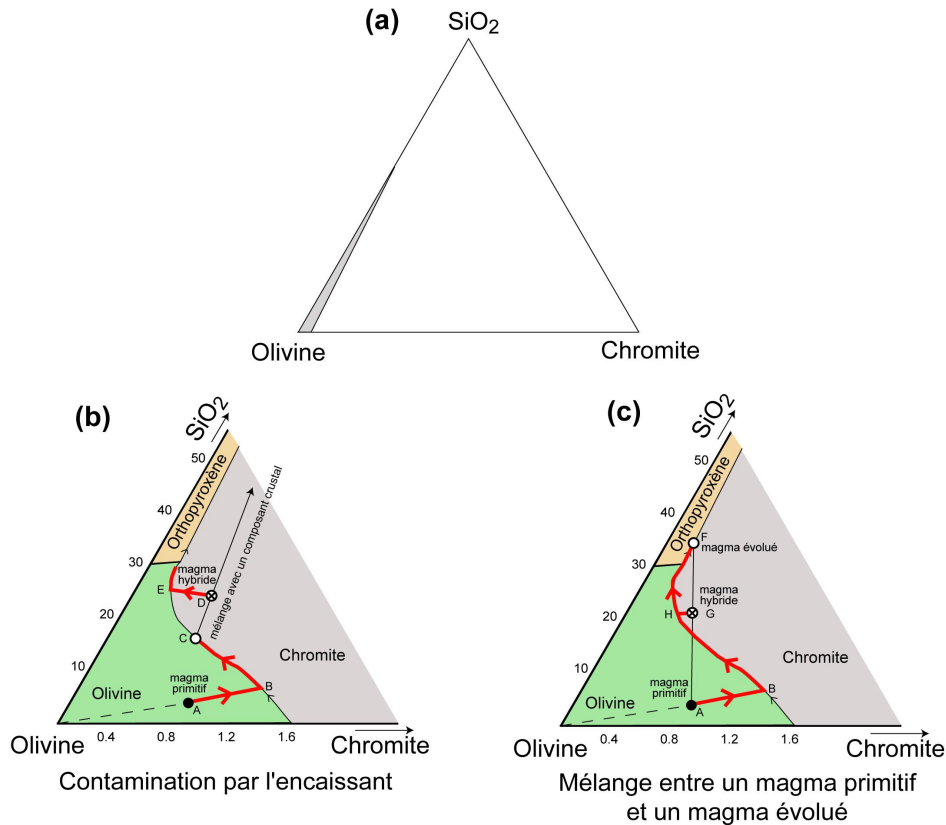 (a)
SiO2
Olivine
Chromite
(b)
SiO2
50
40
30
20
10
Orthopyroxène
mélange avec un composant crustal
magma
hybride
E
D
C
Chromite
Olivine
magma
primitif
A
B
Olivine
0.4
0.8
1.2
1.6
Chromite
Contamination par l'encaissant
(c)
SiO2
50
40
30
20
10
Orthopyroxène
F
magma évolué
magma
hybride
H
G
Chromite
Olivine
magma
primitif
A
B
Olivine
0.4
0.8
1.2
1.6
Chromite
Mélange entre un magma primitif
et un magma évolué